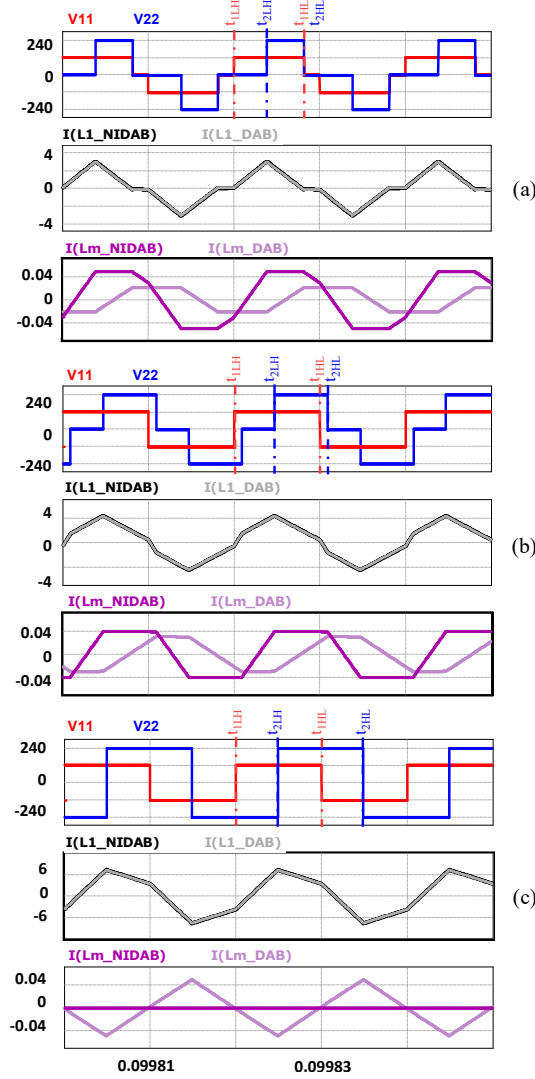 V11 V22 t1LH t2LH t1HL t2HL
240
0
-240
I(L1_NIDAB) I(L1_DAB)
4
0
-4
(a)
I(Lm_NIDAB) I(Lm_DAB)
0.04
0
-0.04
V11 V22 t1LH t2LH t1HL t2HL
240
0
-240
I(L1_NIDAB) I(L1_DAB)
4
0
-4
(b)
I(Lm_NIDAB) I(Lm_DAB)
0.04
0
-0.04
V11 V22 t1LH t2LH t1HL t2HL
240
0
-240
I(L1_NIDAB) I(L1_DAB)
6
-6
(c)
I(Lm_NIDAB) I(Lm_DAB)
0.04
0
-0.04
0.09981 0.09983